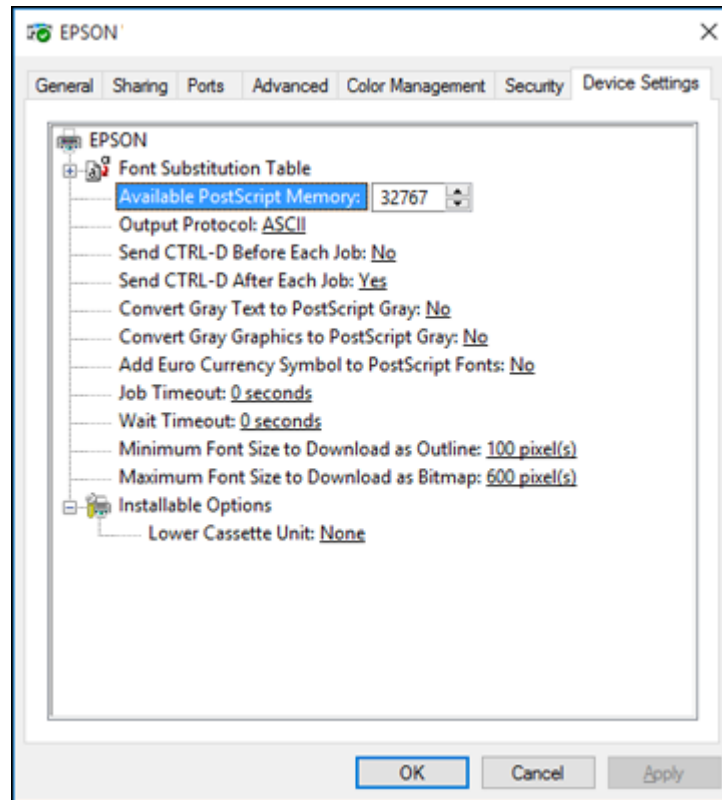 EPSON
General Sharing Ports Advanced Color Management Security Device Settings
EPSON
Font Substitution Table
Available PostScript Memory: 32767
Output Protocol: ASCII
Send CTRL-D Before Each Job: No
Send CTRL-D After Each Job: Yes
Convert Gray Text to PostScript Gray: No
Convert Gray Graphics to PostScript Gray: No
Add Euro Currency Symbol to PostScript Fonts: No
Job Timeout: 0 seconds
Wait Timeout: 0 seconds
Minimum Font Size to Download as Outline: 100 pixel(s)
Maximum Font Size to Download as Bitmap: 600 pixel(s)
Installable Options
Lower Cassette Unit: None
OK Cancel Apply